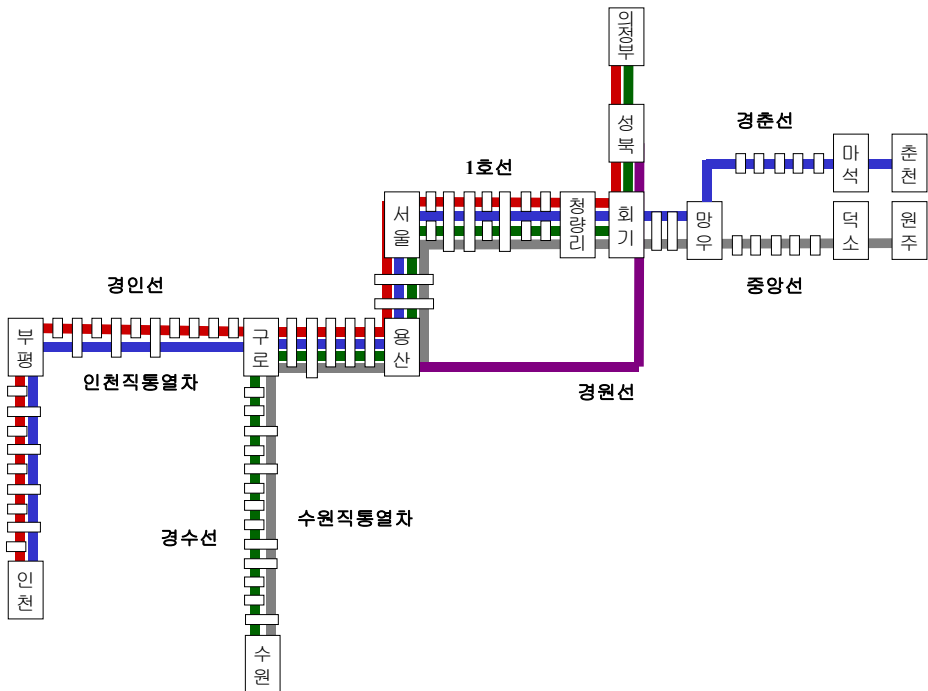 의정부
성북
경춘선
마석
춘천
1호선
서울
청량리
회기
망우
덕소
원주
중앙선
경인선
부평
구로
용산
인천직통열차
경원선
수원직통열차
경수선
인천
수원